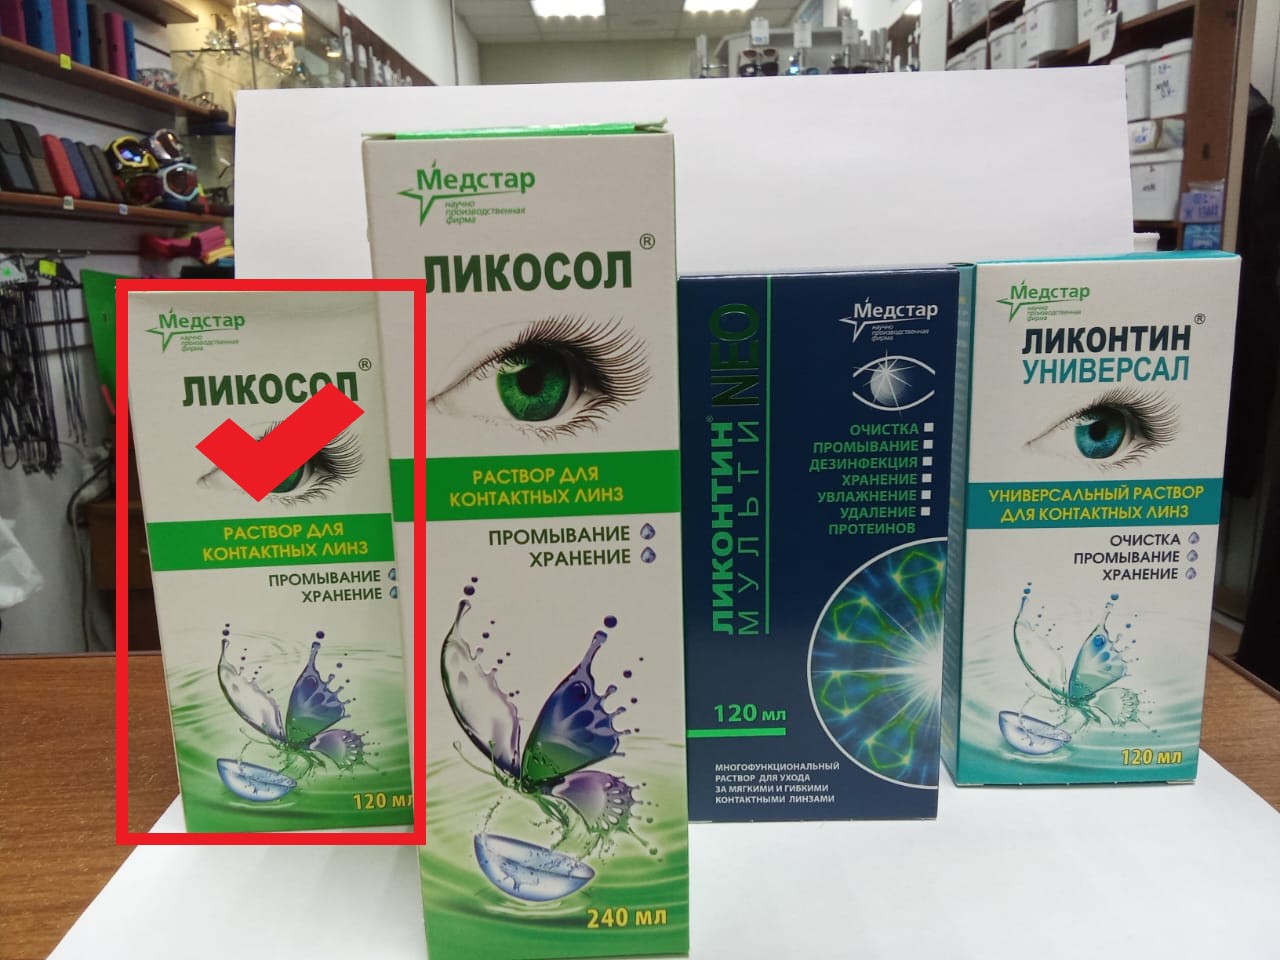 Медстар
научно
производственная
фирма
ЛИКОСОЛ®
РАСТВОР ДЛЯ
КОНТАКТНЫХ ЛИНЗ
ПРОМЫВАНИЕ
ХРАНЕНИЕ
120 мл
Медстар
научно
производственная
фирма
ЛИКОСОЛ®
РАСТВОР ДЛЯ
КОНТАКТНЫХ ЛИНЗ
ПРОМЫВАНИЕ
ХРАНЕНИЕ
240 мл
ЛИКОНТИН®
МУЛЬТИ NEO
Медстар
научно
производственная
фирма
ОЧИСТКА
ПРОМЫВАНИЕ
ДЕЗИНФЕКЦИЯ
ХРАНЕНИЕ
УВЛАЖНЕНИЕ
УДАЛЕНИЕ
ПРОТЕИНОВ
120 мл
МНОГОФУНКЦИОНАЛЬНЫЙ
РАСТВОР ДЛЯ УХОДА
ЗА МЯГКИМИ И ГИБКИМИ
КОНТАКТНЫМИ ЛИНЗАМИ
Медстар
научно
производственная
фирма
ЛИКОНТИН®
УНИВЕРСАЛ
УНИВЕРСАЛЬНЫЙ РАСТВОР
ДЛЯ КОНТАКТНЫХ ЛИНЗ
ОЧИСТКА
ПРОМЫВАНИЕ
ХРАНЕНИЕ
120 мл